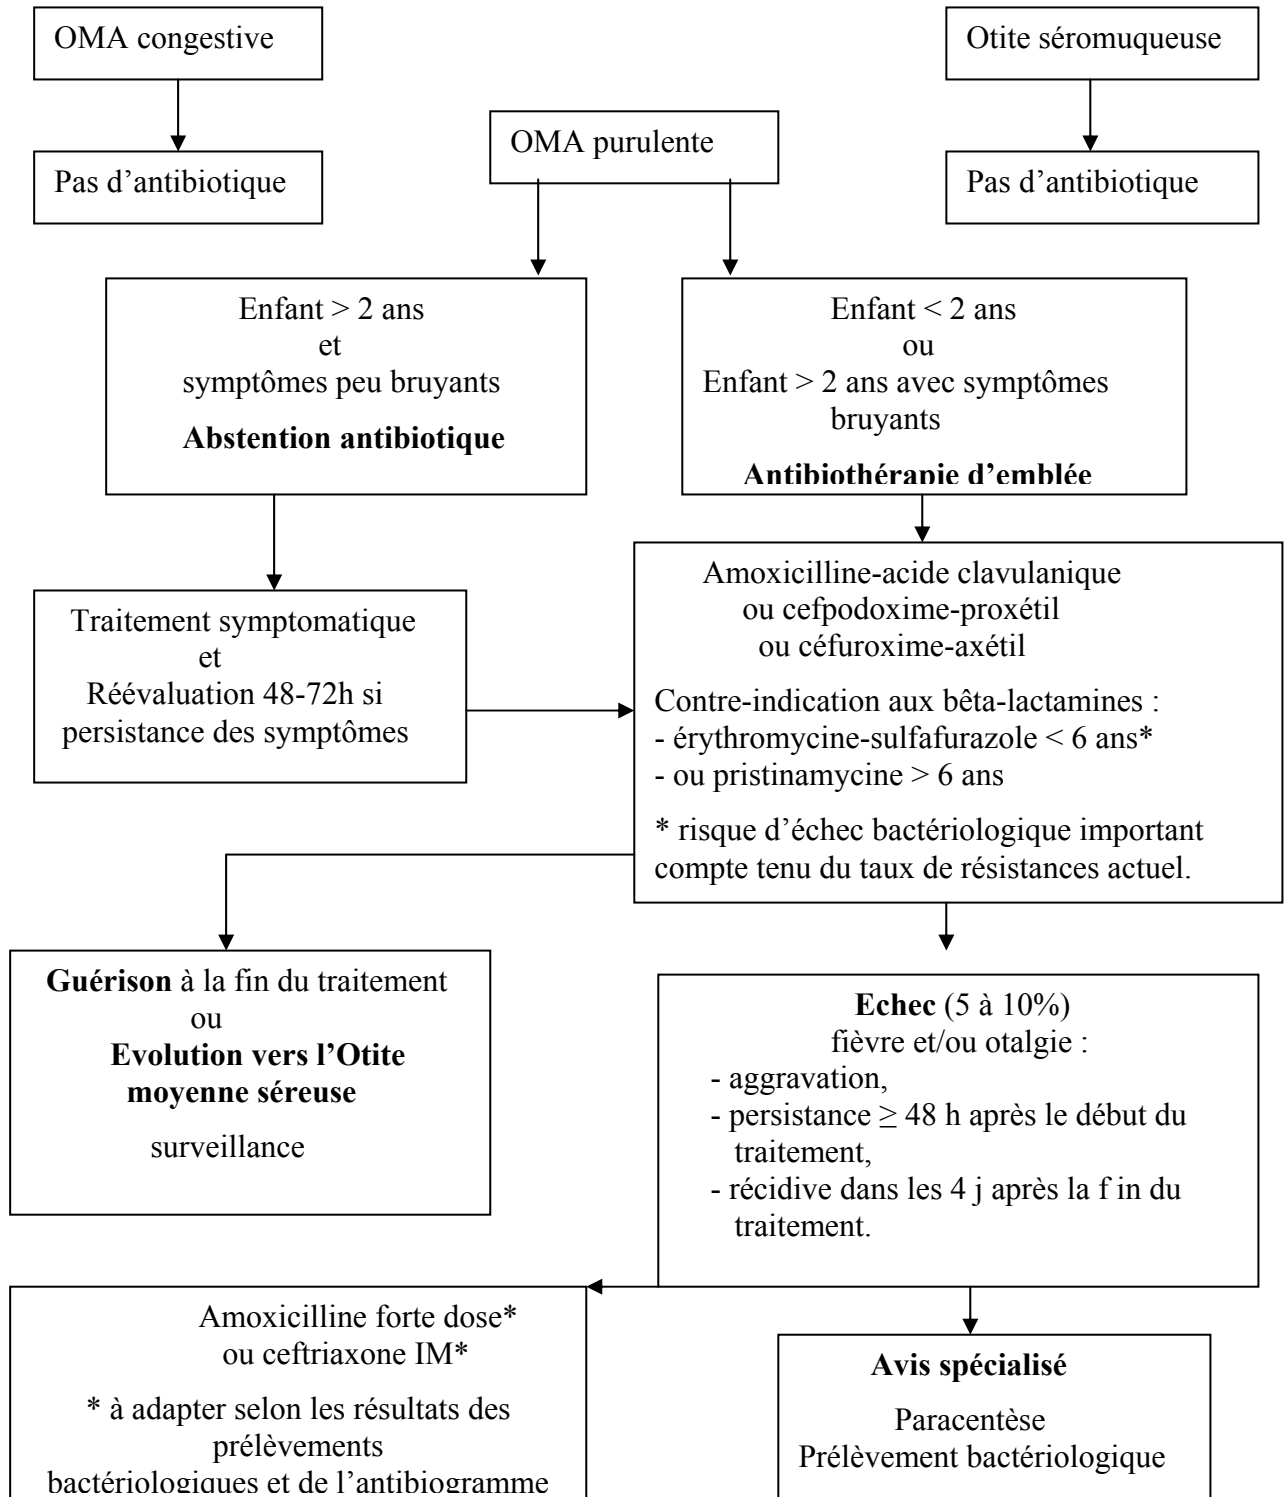 OMA congestive
Otite séromuqueuse
OMA purulente
Pas d’antibiotique
Pas d’antibiotique
Enfant > 2 ans
et
symptômes peu bruyants
Abstention antibiotique
Enfant < 2 ans
ou
Enfant > 2 ans avec symptômes
bruyants
Antibiothérapie d’emblée
Traitement symptomatique
et
Réévaluation 48-72h si
persistance des symptômes
Amoxicilline-acide clavulanique
ou cefpodoxime-proxétil
ou céfuroxime-axétil
Contre-indication aux bêta-lactamines :
- érythromycine-sulfafurazole < 6 ans*
- ou pristinamycine > 6 ans
* risque d’échec bactériologique important
compte tenu du taux de résistances actuel.
Guérison à la fin du traitement
ou
Evolution vers l’Otite
moyenne séreuse
surveillance
Echec (5 à 10%)
fièvre et/ou otalgie :
- aggravation,
- persistance ≥ 48 h après le début du
traitement,
- récidive dans les 4 j après la f in du
traitement.
Amoxicilline forte dose*
ou ceftriaxone IM*
* à adapter selon les résultats des
prélèvements
bactériologiques et de l’antibiogramme
Avis spécialisé
Paracentèse
Prélèvement bactériologique